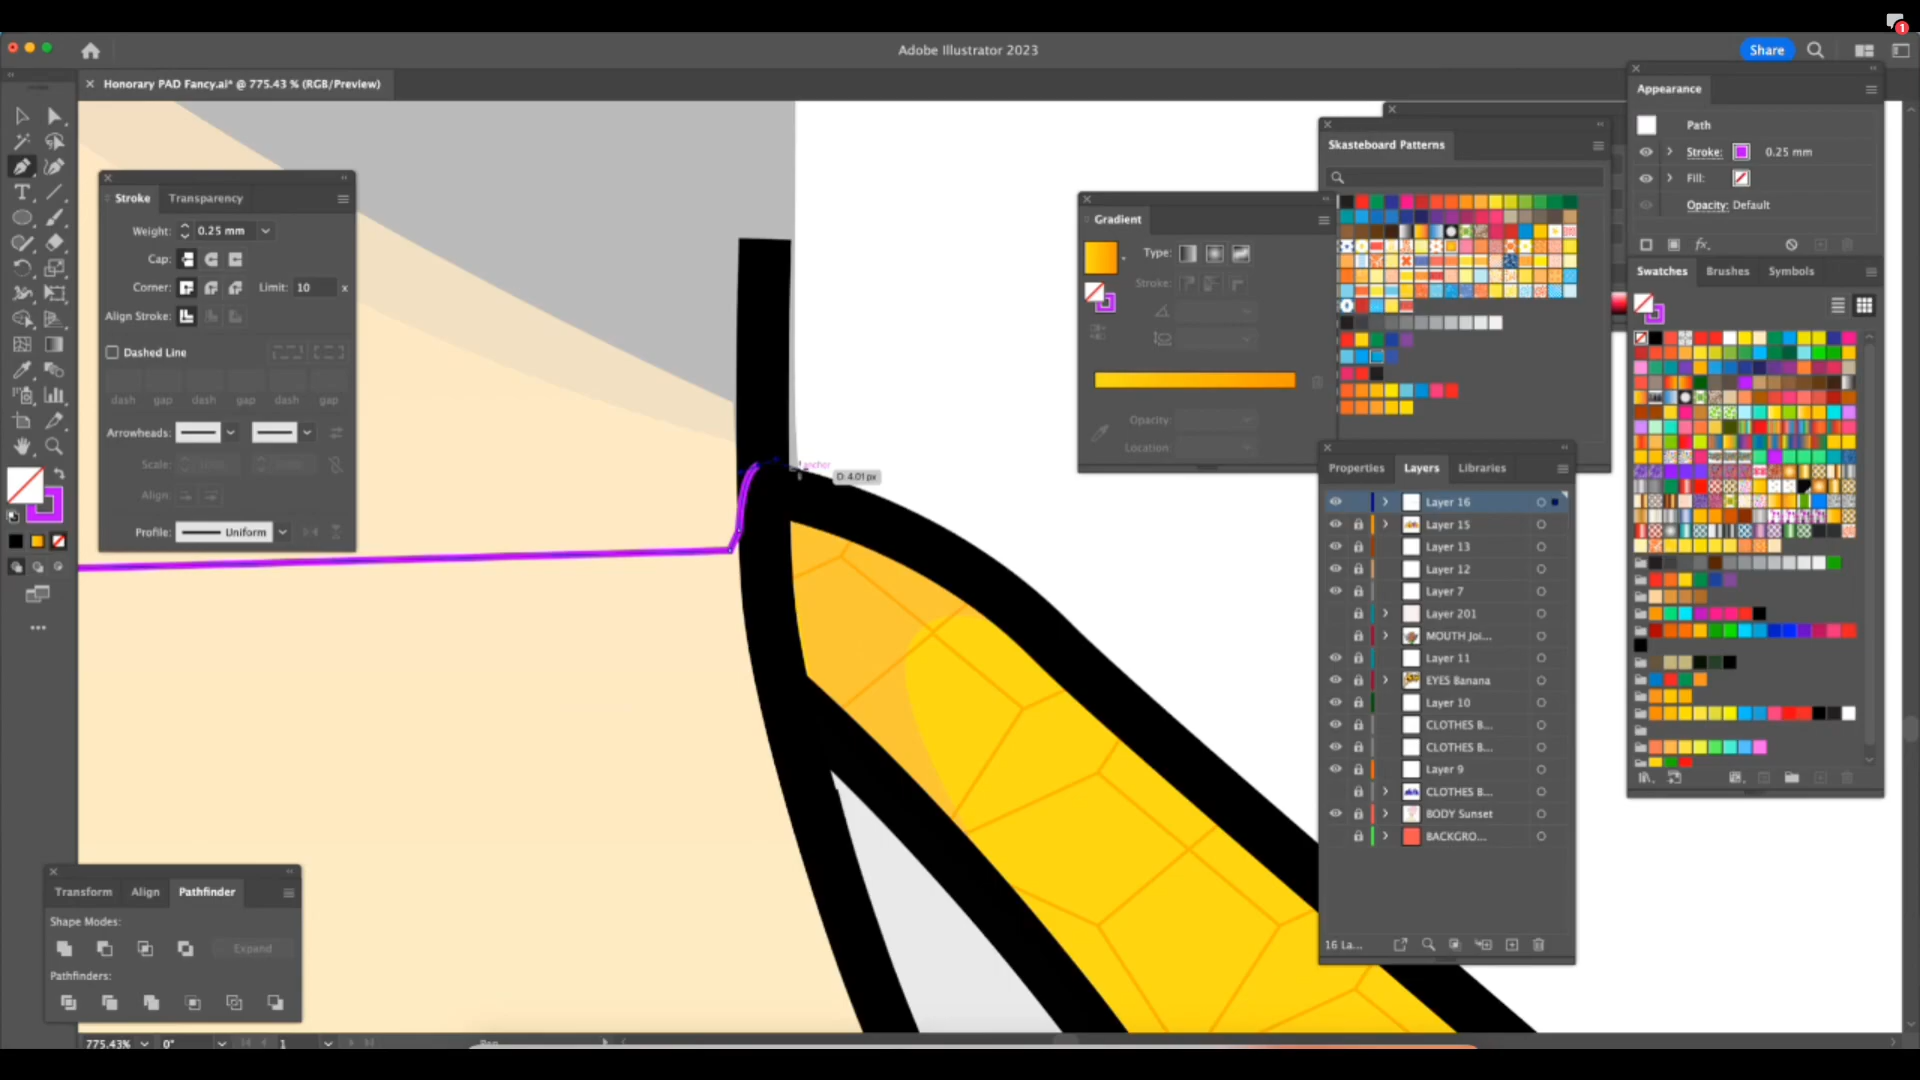 1
Adobe Illustrator 2023
Share
Honorary PAD Fancy.ai* @ 775.43 % (RGB/Preview)
Appearance
Path
Stroke: 0.25 mm
Fill:
Opacity: Default
fx.
Skasteboard Patterns
Stroke Transparency
Weight: 0.25 mm
Cap:
Corner: Limit: 10 x
Align Stroke:
Dashed Line
dash gap dash gap dash gap
Arrowheads:
Scale:
Align:
Profile: Uniform
Gradient
Type:
Stroke:
Opacity:
Location:
Swatches Brushes Symbols
anchor
D: 4.01 px
Properties Layers Libraries
Layer 16
Layer 15
Layer 13
Layer 12
Layer 7
Layer 201
MOUTH Joi...
Layer 11
EYES Banana
Layer 10
CLOTHES B...
CLOTHES B...
Layer 9
CLOTHES B...
BODY Sunset
BACKGRO...
16 La...
Transform Align Pathfinder
Shape Modes:
Expand
Pathfinders:
775.43% 0° 1 Pen